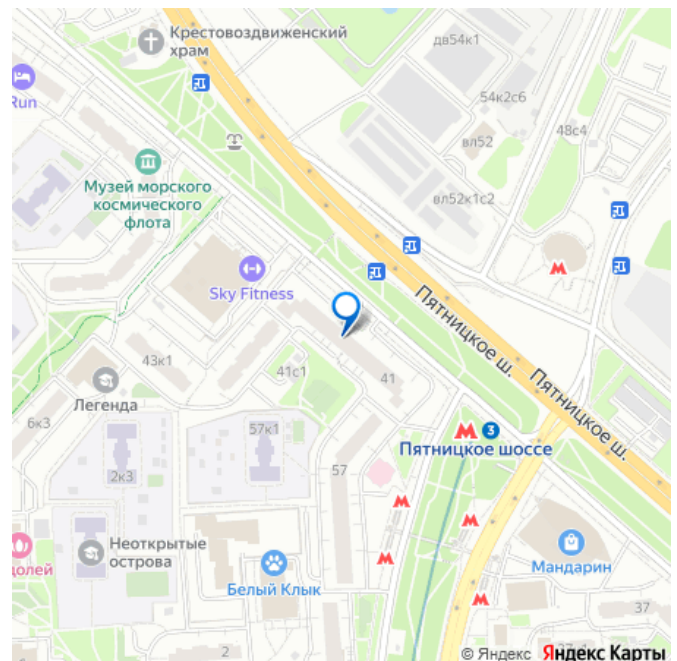 Крестовоздвиженский
храм
дв54к1
54к2с6
48с4
вл52
Run
Музей морского
космического
флота
вл52к1с2
Sky Fitness
Пятницкое ш.
Пятницкое ш.
43к1
41с1
41
Легенда
6к3
57к1
3
Пятницкое шоссе
2к3
57
Неоткрытые
острова
долей
Белый Клык
Мандарин
37
2
© Яндекс Яндекс Карты